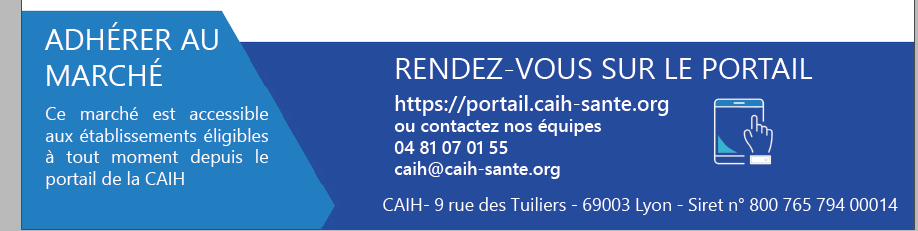 ADHÉRER AU
MARCHÉ
Ce marché est accessible
aux établissements éligibles
à tout moment depuis le
portail de la CAIH
RENDEZ-VOUS SUR LE PORTAIL
https://portail.caih-sante.org
ou contactez nos équipes
04 81 07 01 55
caih@caih-sante.org
CAIH- 9 rue des Tuiliers - 69003 Lyon - Siret n° 800 765 794 00014